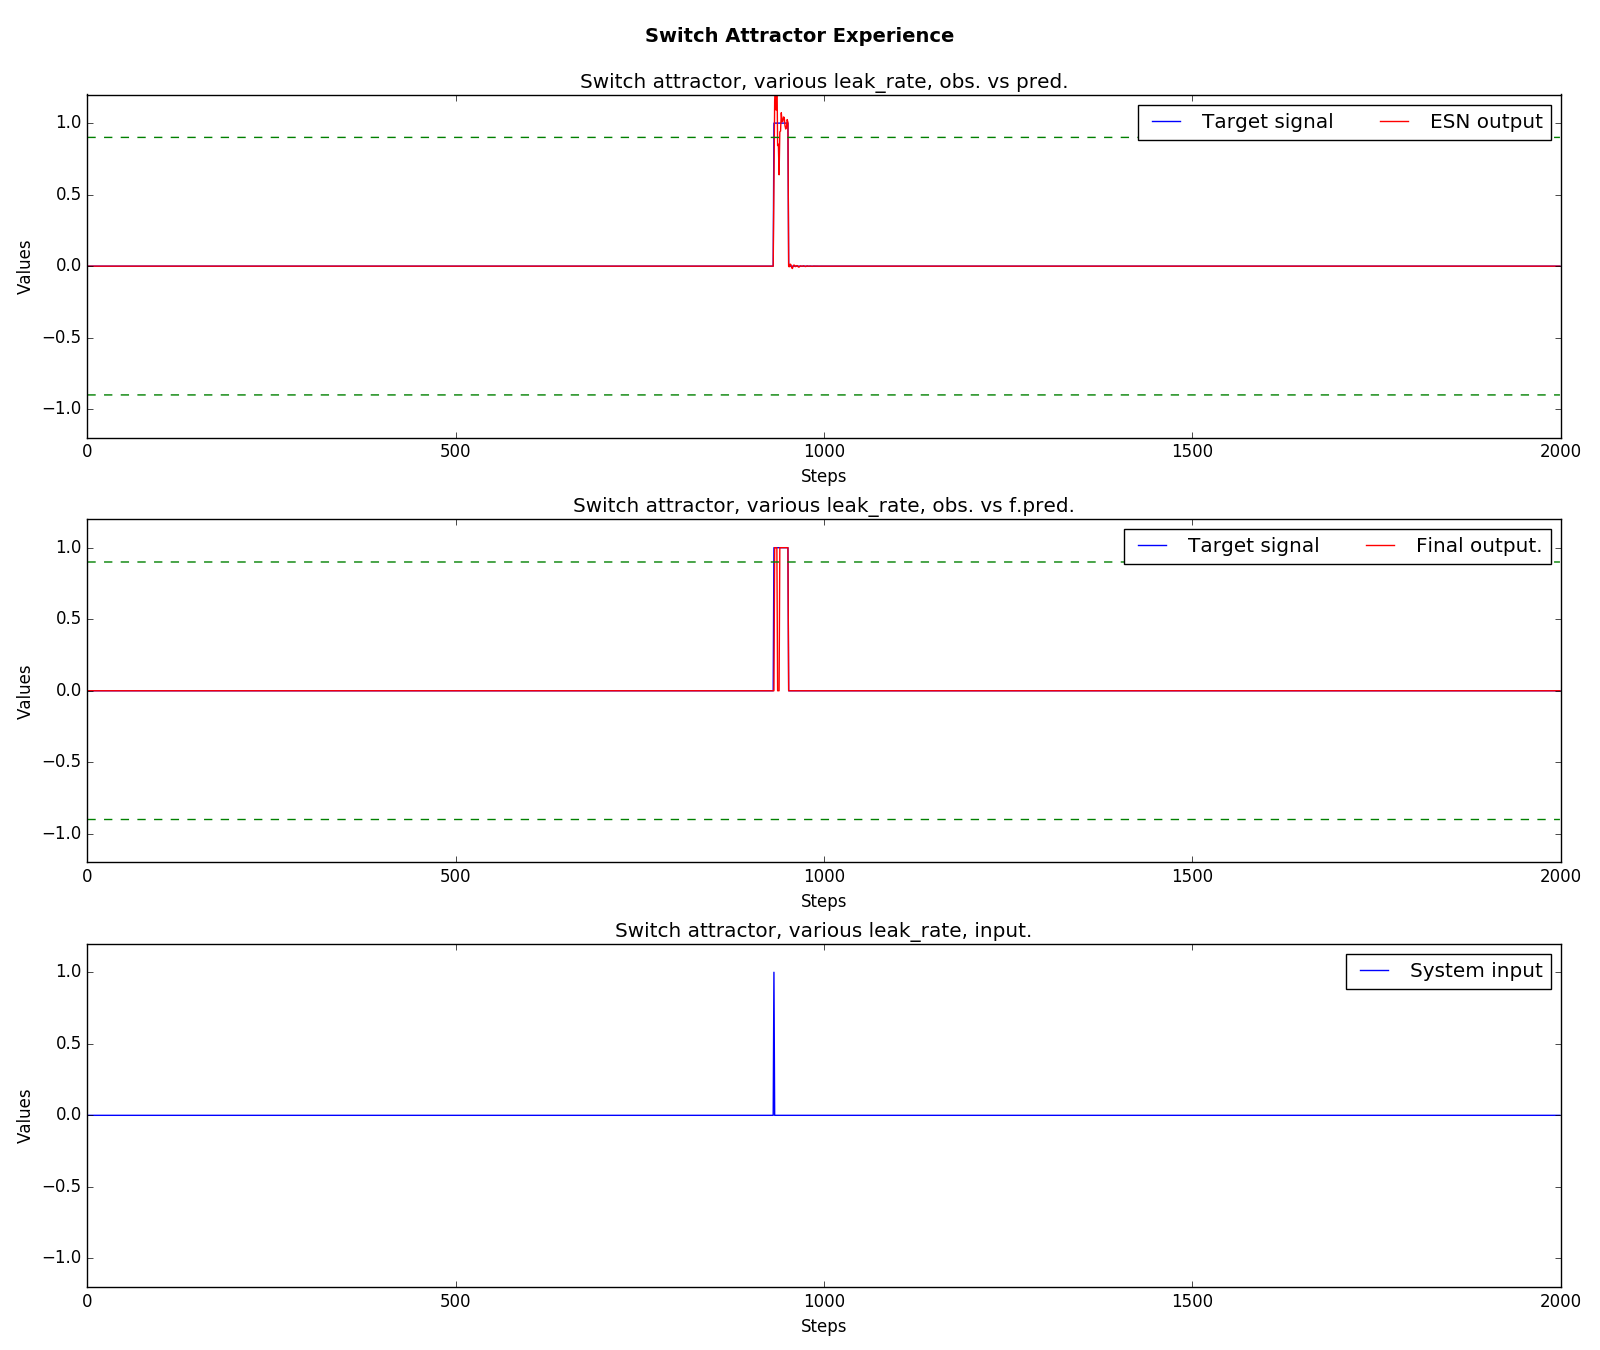 Switch Attractor Experience
Switch attractor, various leak_rate, obs. vs pred.
Target signal ESN output
1.0
0.5
0.0
−0.5
−1.0
Values
0 500 1000 1500 2000
Steps
Switch attractor, various leak_rate, obs. vs f.pred.
Target signal Final output.
1.0
0.5
0.0
−0.5
−1.0
Values
0 500 1000 1500 2000
Steps
Switch attractor, various leak_rate, input.
System input
1.0
0.5
0.0
−0.5
−1.0
Values
0 500 1000 1500 2000
Steps